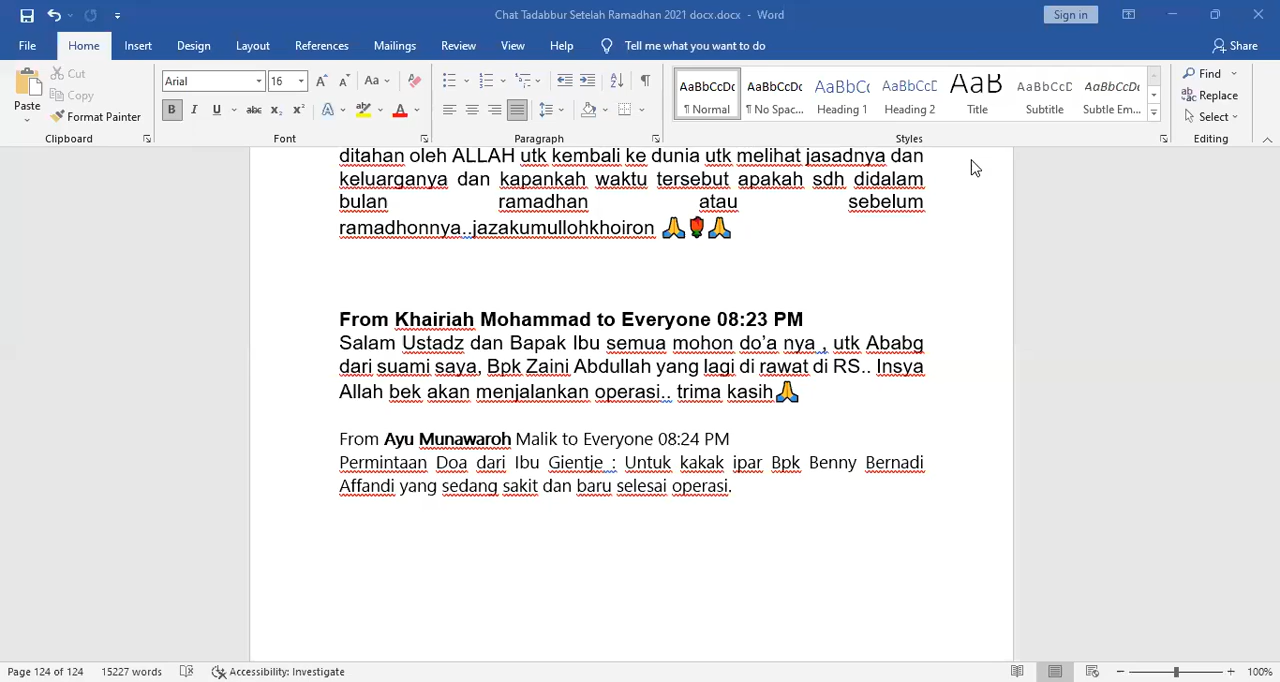 Chat Tadabbur Setelah Ramadhan 2021 docx.docx - Word
Sign in
File Home Insert Design Layout References Mailings Review View Help Tell me what you want to do
Share
Paste
Cut
Copy
Format Painter
Clipboard
Arial 16
Font
Paragraph
AaBbCcDc AaBbCcDc AaBbCc AaBbCcD AaB AaBbCcD AaBbCcDc
¶ Normal ¶ No Spac... Heading 1 Heading 2 Title Subtitle Subtle Em...
Styles
Find
Replace
Select
Editing
ditahan oleh ALLAH utk kembali ke dunia utk melihat jasadnya dan
keluarganya dan kapankah waktu tersebut apakah sdh didalam
bulan ramadhan atau sebelum
ramadhonnya..jazakumullohkhoiron 🙏🌹🙏
From Khairiah Mohammad to Everyone 08:23 PM
Salam Ustadz dan Bapak Ibu semua mohon do’a nya , utk Ababg
dari suami saya, Bpk Zaini Abdullah yang lagi di rawat di RS.. Insya
Allah bek akan menjalankan operasi.. trima kasih🙏
From Ayu Munawaroh Malik to Everyone 08:24 PM
Permintaan Doa dari Ibu Gientje : Untuk kakak ipar Bpk Benny Bernadi
Affandi yang sedang sakit dan baru selesai operasi.
Page 124 of 124 15227 words Accessibility: Investigate 100%